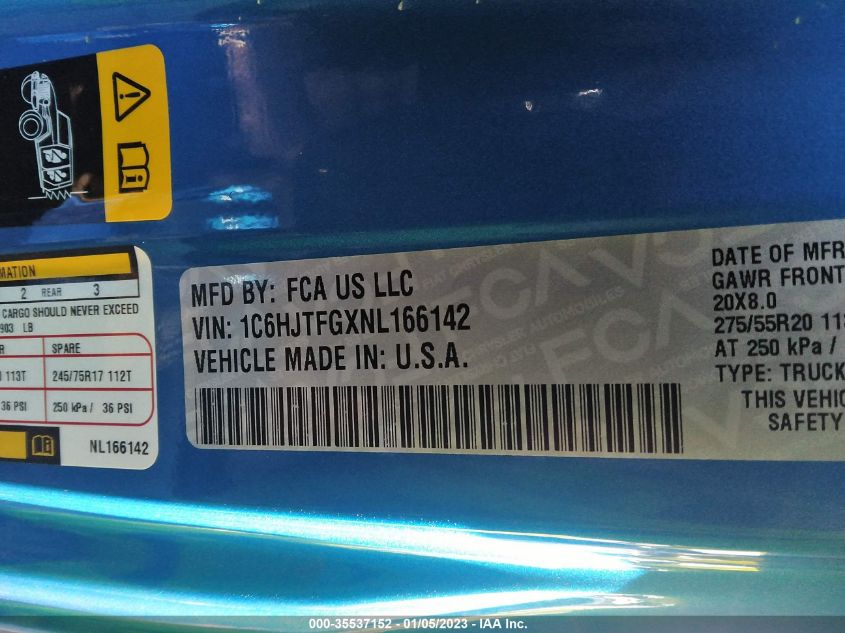 MATION
2 REAR 3
CARGO SHOULD NEVER EXCEED
903 LB
R SPARE
113T 245/75R17 112T
36 PSI 250 kPa / 36 PSI
NL166142
MFD BY: FCA US LLC
VIN: 1C6HJTFGXNL166142
VEHICLE MADE IN: U.S.A.
DATE OF MFR
GAWR FRONT
20X8.0
275/55R20 11
AT 250 kPa /
TYPE: TRUCK
THIS VEHIC
SAFETY
000-35537152 - 01/05/2023 - IAA Inc.